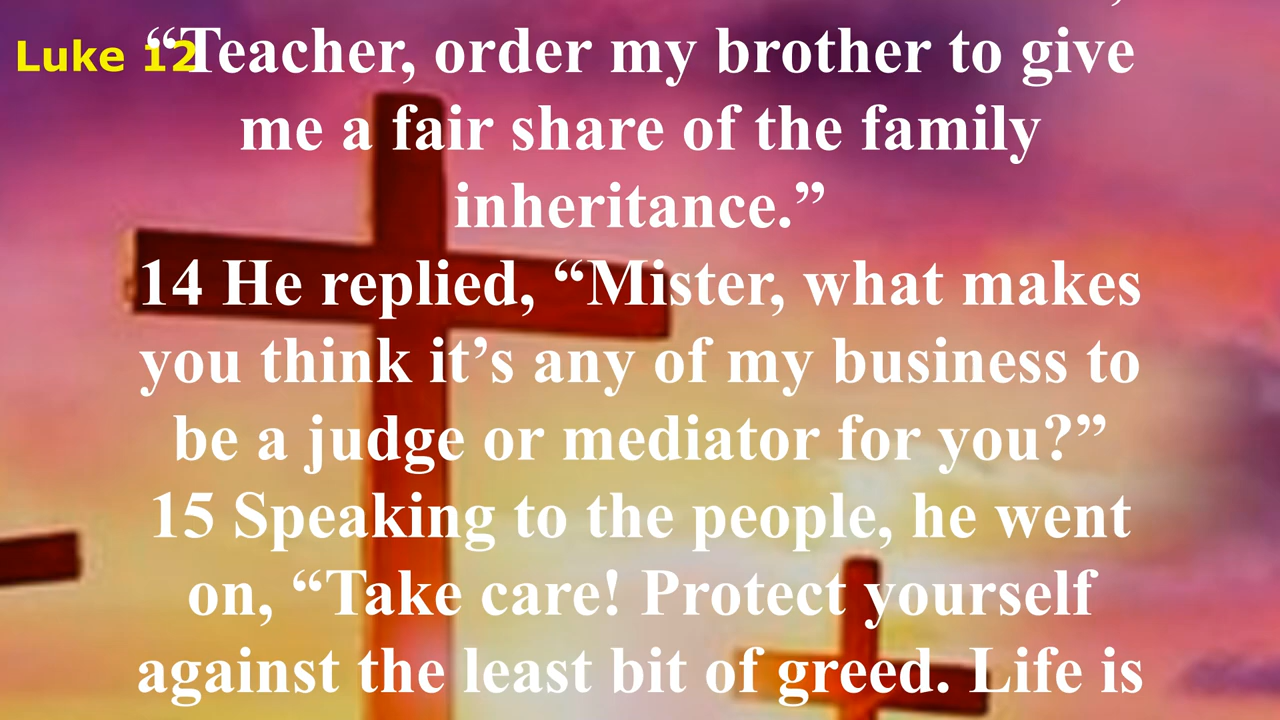 Luke 12
“Teacher, order my brother to give
me a fair share of the family
inheritance.”
14 He replied, “Mister, what makes
you think it’s any of my business to
be a judge or mediator for you?”
15 Speaking to the people, he went
on, “Take care! Protect yourself
against the least bit of greed. Life is